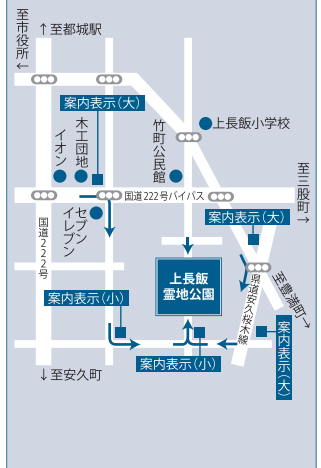 至市役所←
↑至都城駅
案内表示（大）
木工団地
イオン
竹町公民館
上長飯小学校
至三股町→
国道222号バイパス
案内表示（大）
セブン
イレブン
国道222号
上長飯
霊地公園
至豊満町→
県道安久桜木線
案内表示（小）
案内表示（大）
案内表示（小）
↓至安久町